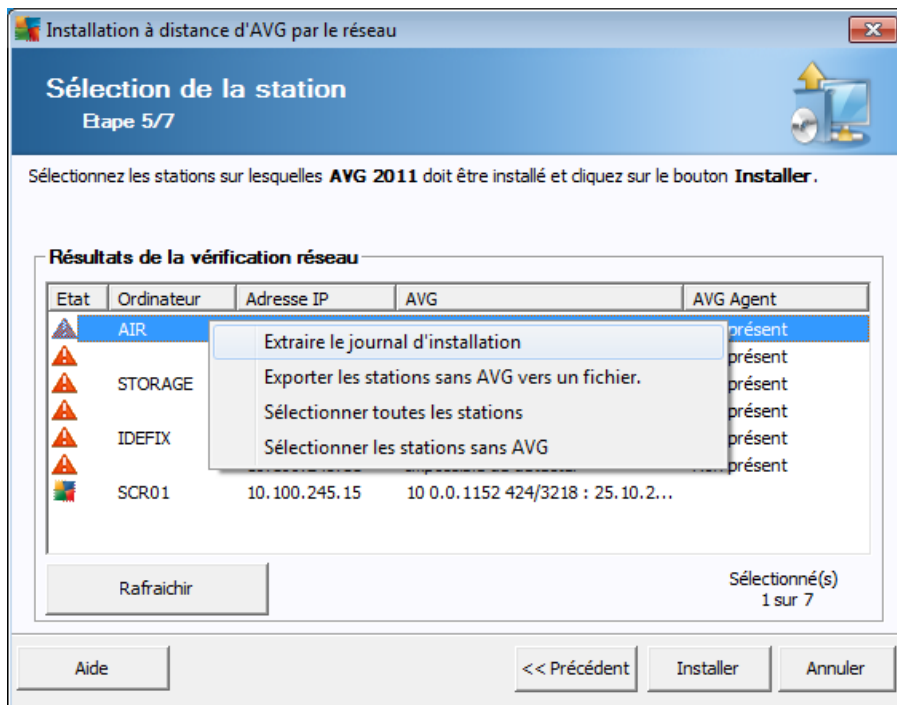 Installation à distance d'AVG par le réseau
Sélection de la station
Etape 5/7
Sélectionnez les stations sur lesquelles AVG 2011 doit être installé et cliquez sur le bouton Installer.
Résultats de la vérification réseau
Etat Ordinateur Adresse IP AVG AVG Agent
AIR présent
Extraire le journal d'installation
présent
Exporter les stations sans AVG vers un fichier.
STORAGE présent
Sélectionner toutes les stations
présent
IDEFIX présent
Sélectionner les stations sans AVG
présent
SCR01 10.100.245.15 10 0.0.1152 424/3218 : 25.10.2...
Rafraichir
Sélectionné(s)
1 sur 7
Aide << Précédent Installer Annuler